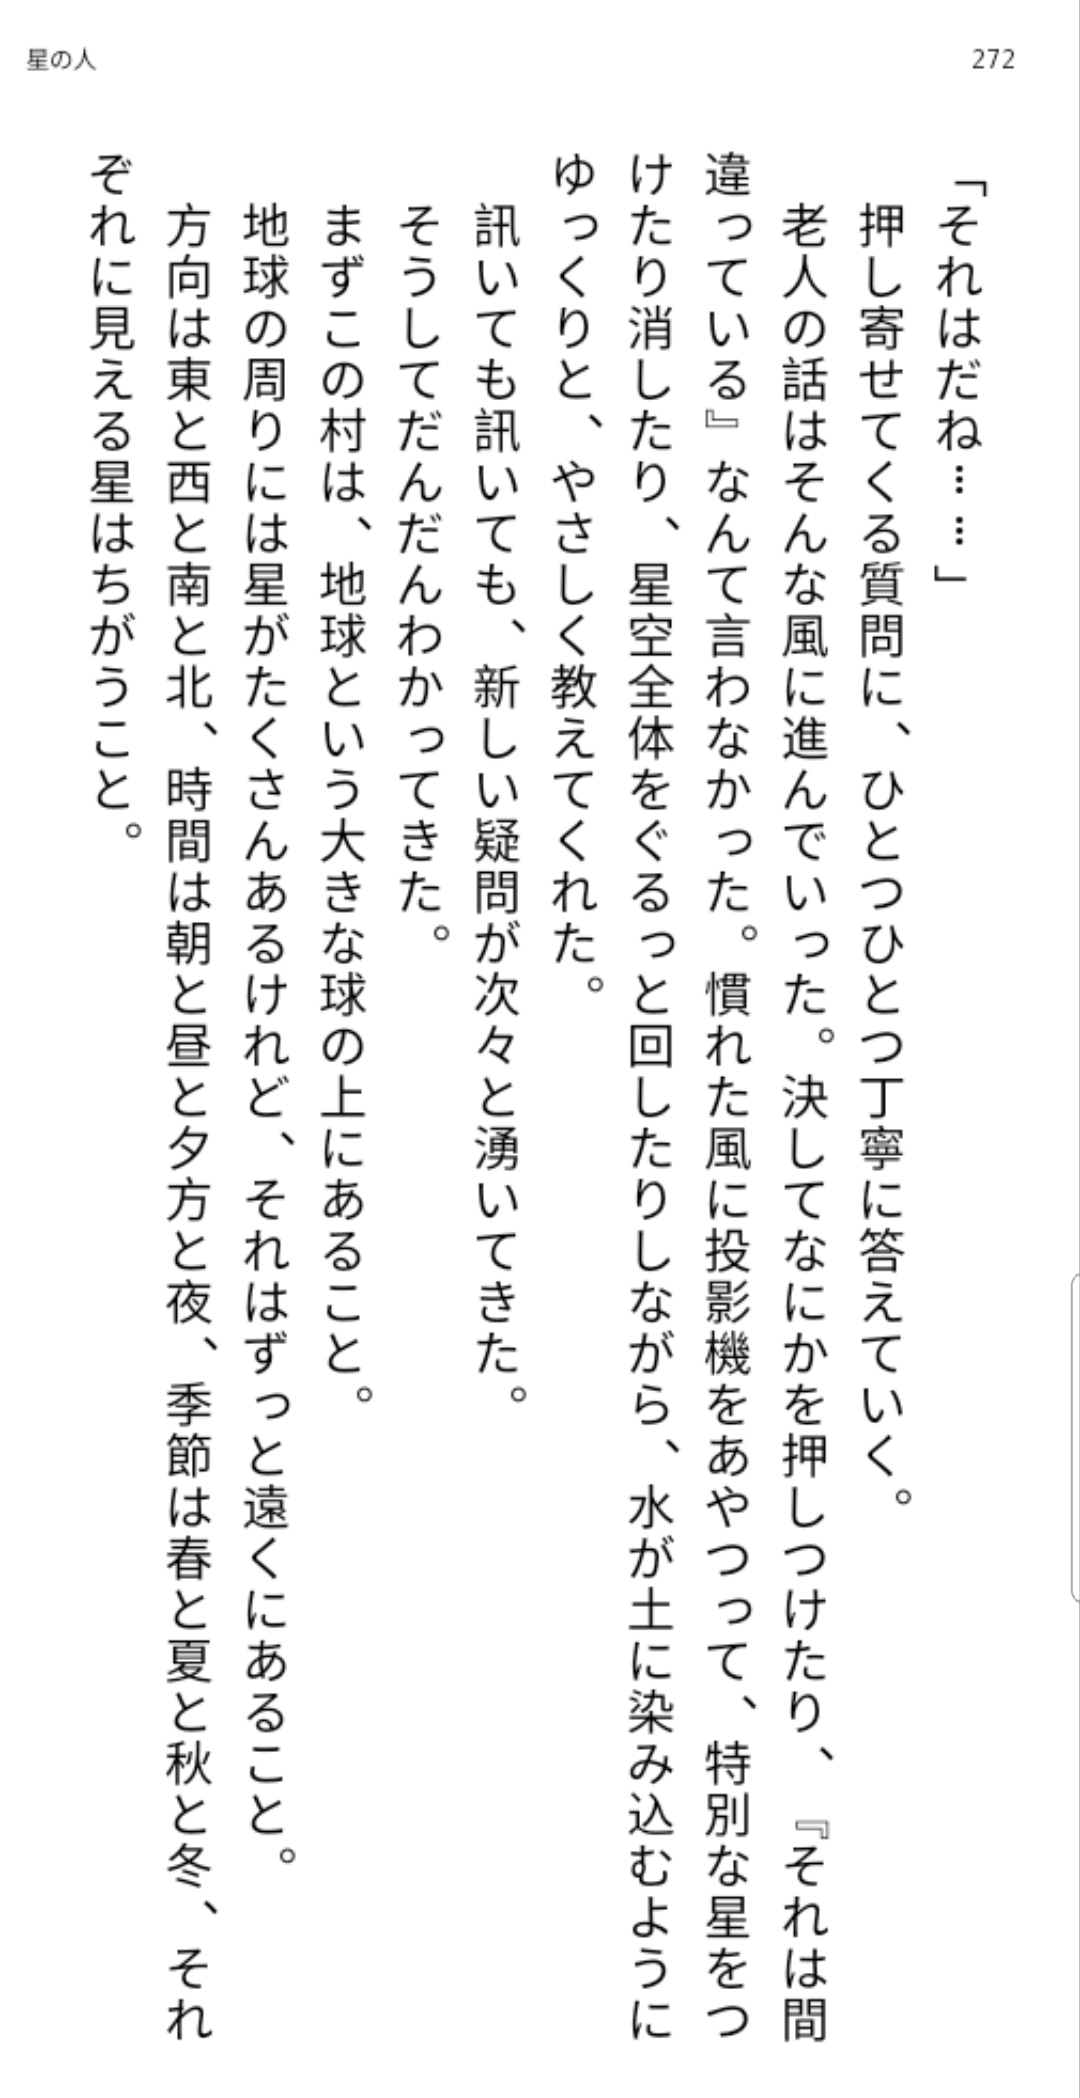 星の人
272
「それはだね……」
押し寄せてくる質問に、ひとつひとつ丁寧に答えていく。
老人の話はそんな風に進んでいった。決してなにかを押しつけたり、『それは間
違っている』なんて言わなかった。慣れた風に投影機をあやつって、特別な星をつ
けたり消したり、星空全体をぐるっと回したりしながら、水が土に染み込むように
ゆっくりと、やさしく教えてくれた。
訊いても訊いても、新しい疑問が次々と湧いてきた。
そうしてだんだんわかってきた。
まずこの村は、地球という大きな球の上にあること。
地球の周りには星がたくさんあるけれど、それはずっと遠くにあること。
方向は東と西と南と北、時間は朝と昼と夕方と夜、季節は春と夏と秋と冬、それ
ぞれに見える星はちがうこと。